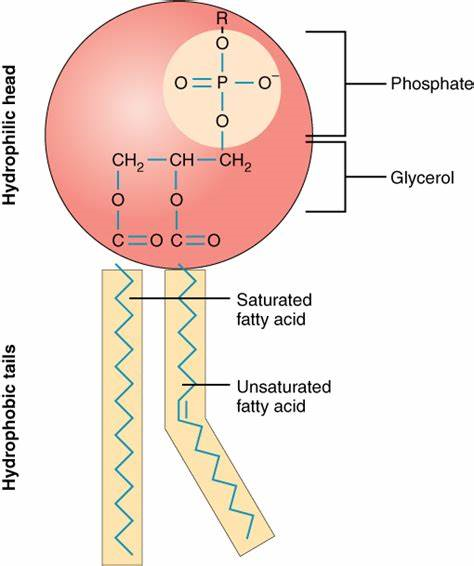 R
O
O=P—O⁻
O
Phosphate
CH₂—CH—CH₂
Glycerol
O O
C=O C=O
Hydrophilic head
Saturated
fatty acid
Unsaturated
fatty acid
Hydrophobic tails